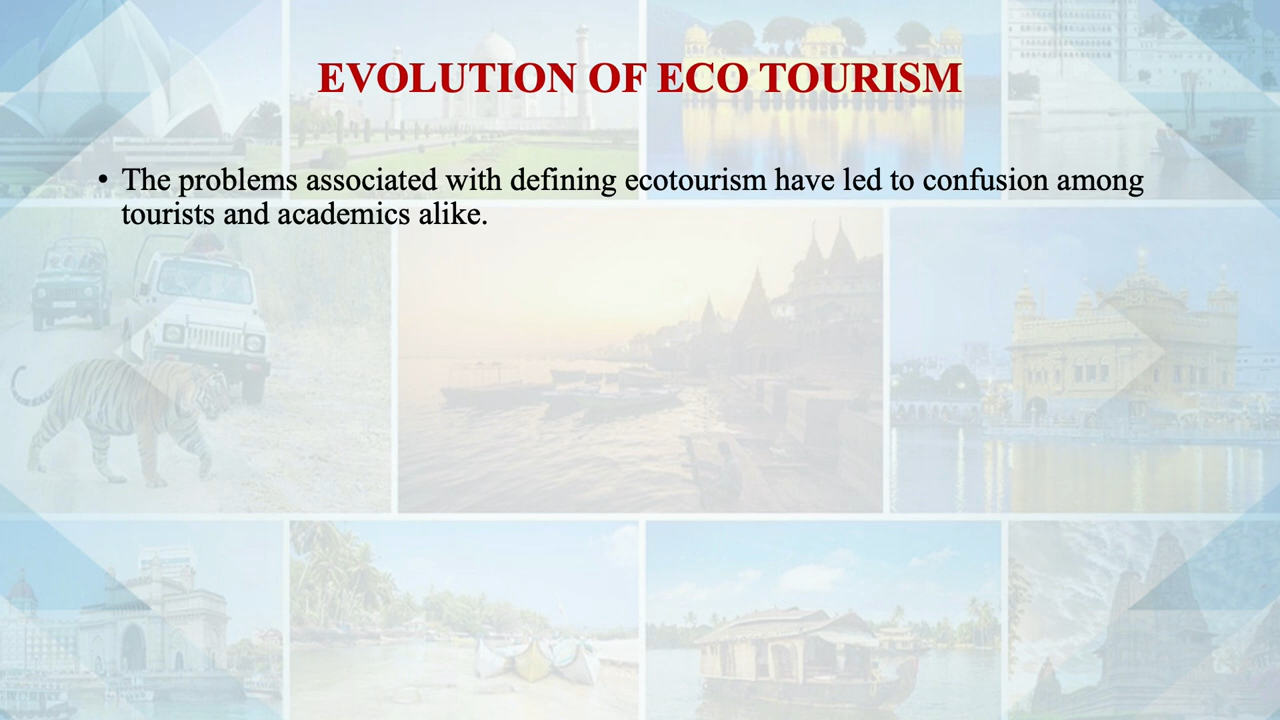 EVOLUTION OF ECO TOURISM
• The problems associated with defining ecotourism have led to confusion among
tourists and academics alike.